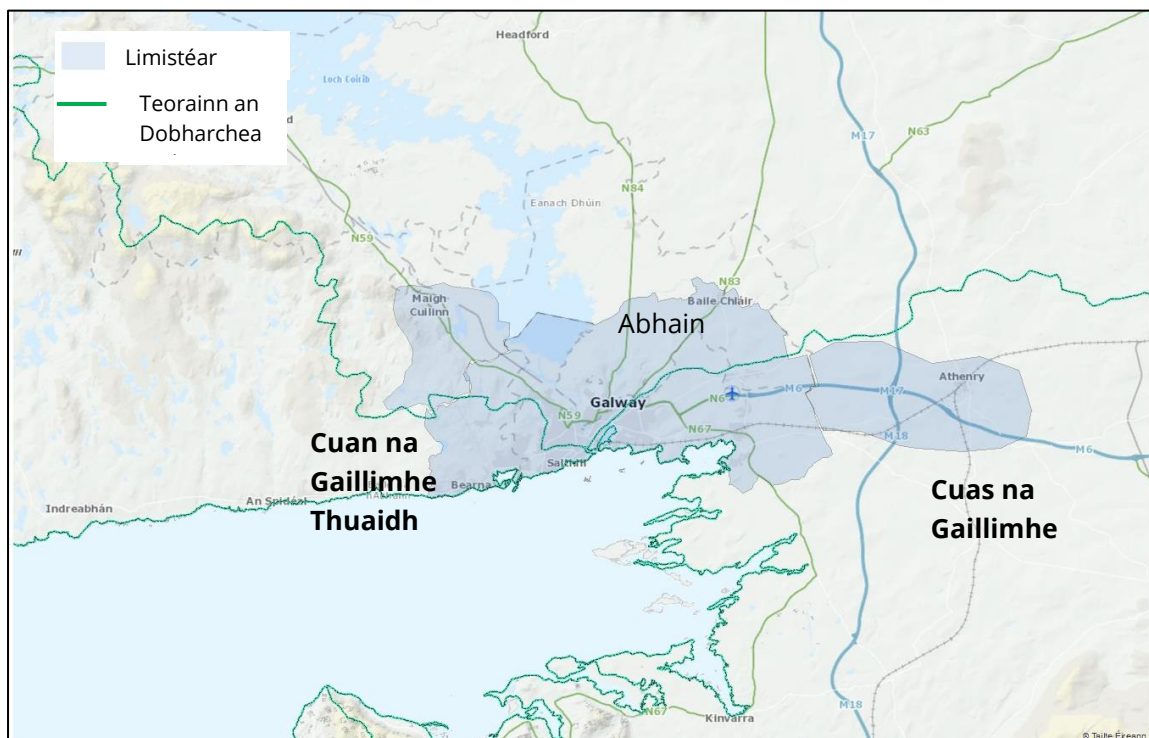 Limistéar
Teorainn an
Dobharchea
Headford
Loch Coirib
M17
N63
N84
Eanach Dhúin
N59
N83
Maigh
Cuilinn
Baile Chláir
Abhain
Athenry
M6
M17
N6
Galway
N59
N67
M18
M6
Cuan na
Gaillimhe
Thuaidh
Salthill
Bearna
An Spidéal
Indreabhán
Cuas na
Gaillimhe
M18
N67
Kinvarra
© Tailte Éireann